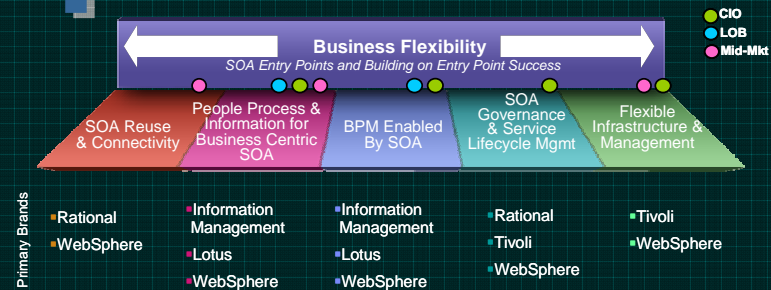 CIO
LOB
Mid-Mkt
Business Flexibility
SOA Entry Points and Building on Entry Point Success
SOA Reuse
& Connectivity
People Process &
Information for
Business Centric
SOA
BPM Enabled
By SOA
SOA
Governance
& Service
Lifecycle Mgmt
Flexible
Infrastructure &
Management
Primary Brands
Rational
WebSphere
Information
Management
Lotus
WebSphere
Information
Management
Lotus
WebSphere
Rational
Tivoli
WebSphere
Tivoli
WebSphere